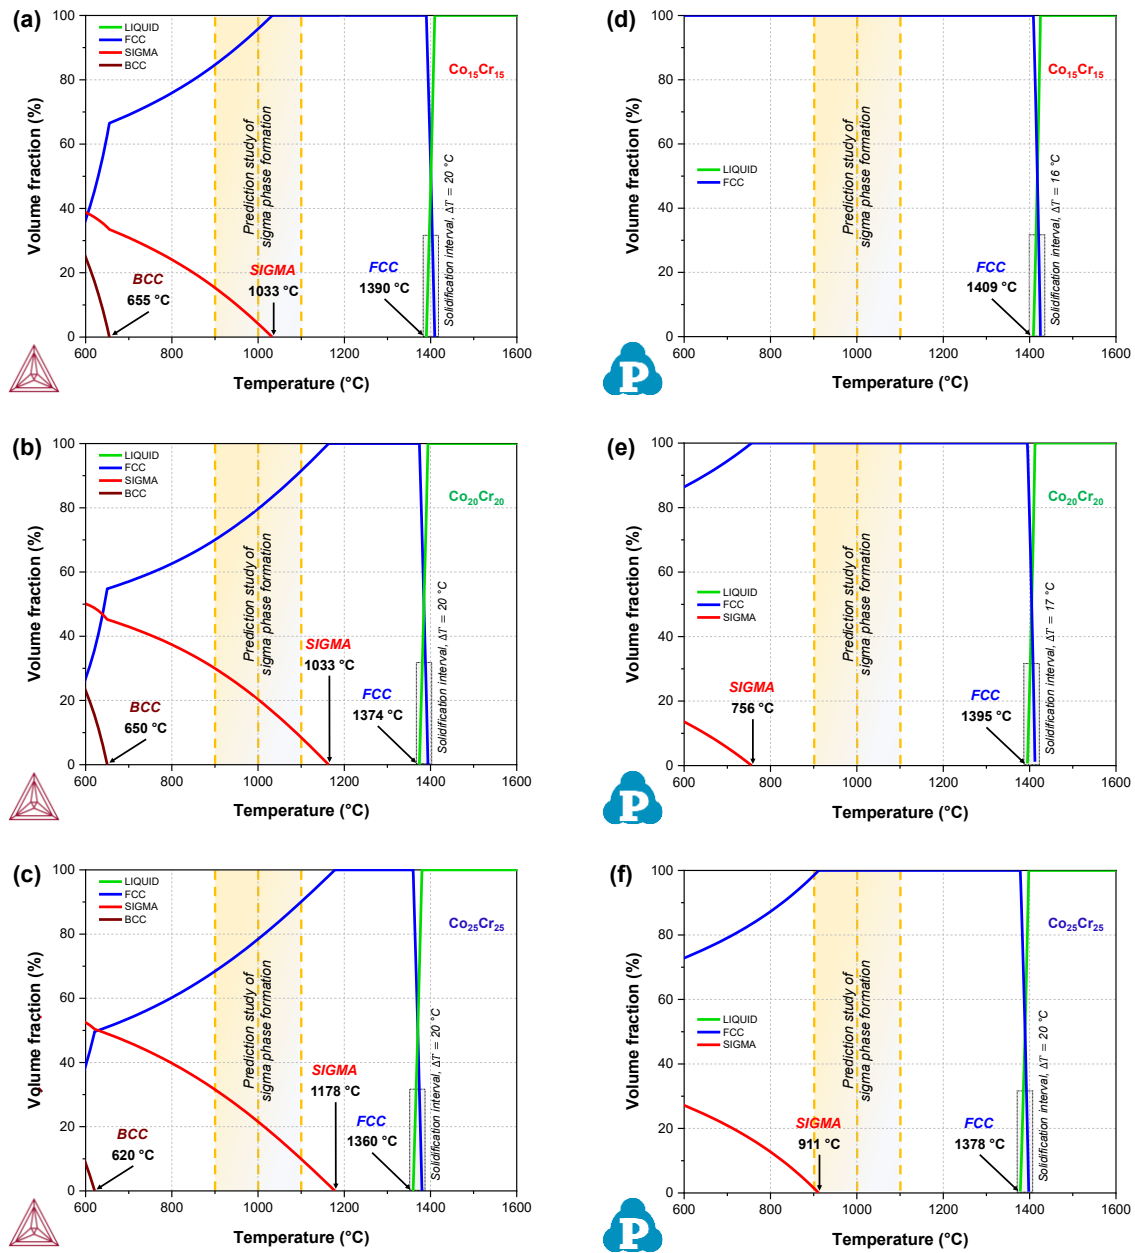 (a)
LIQUID
FCC
SIGMA
BCC
Co15Cr15
Prediction study of
sigma phase formation
Solidification interval, ΔT = 20 °C
BCC
655 °C
SIGMA
1033 °C
FCC
1390 °C
Volume fraction (%)
0
20
40
60
80
100
600
800
1000
1200
1400
1600
Temperature (°C)
(d)
LIQUID
FCC
Co15Cr15
Prediction study of
sigma phase formation
Solidification interval, ΔT = 16 °C
FCC
1409 °C
Volume fraction (%)
0
20
40
60
80
100
600
800
1000
1200
1400
1600
Temperature (°C)
P
(b)
LIQUID
FCC
SIGMA
BCC
Co20Cr20
Prediction study of
sigma phase formation
Solidification interval, ΔT = 20 °C
BCC
650 °C
SIGMA
1033 °C
FCC
1374 °C
Volume fraction (%)
0
20
40
60
80
100
600
800
1000
1200
1400
1600
Temperature (°C)
(e)
LIQUID
FCC
SIGMA
Co20Cr20
Prediction study of
sigma phase formation
Solidification interval, ΔT = 17 °C
SIGMA
756 °C
FCC
1395 °C
Volume fraction (%)
0
20
40
60
80
100
600
800
1000
1200
1400
1600
Temperature (°C)
P
(c)
LIQUID
FCC
SIGMA
BCC
Co25Cr25
Prediction study of
sigma phase formation
Solidification interval, ΔT = 20 °C
BCC
620 °C
SIGMA
1178 °C
FCC
1360 °C
Volume fraction (%)
0
20
40
60
80
100
600
800
1000
1200
1400
1600
Temperature (°C)
(f)
LIQUID
FCC
SIGMA
Co25Cr25
Prediction study of
sigma phase formation
Solidification interval, ΔT = 20 °C
SIGMA
911 °C
FCC
1378 °C
Volume fraction (%)
0
20
40
60
80
100
600
800
1000
1200
1400
1600
Temperature (°C)
P